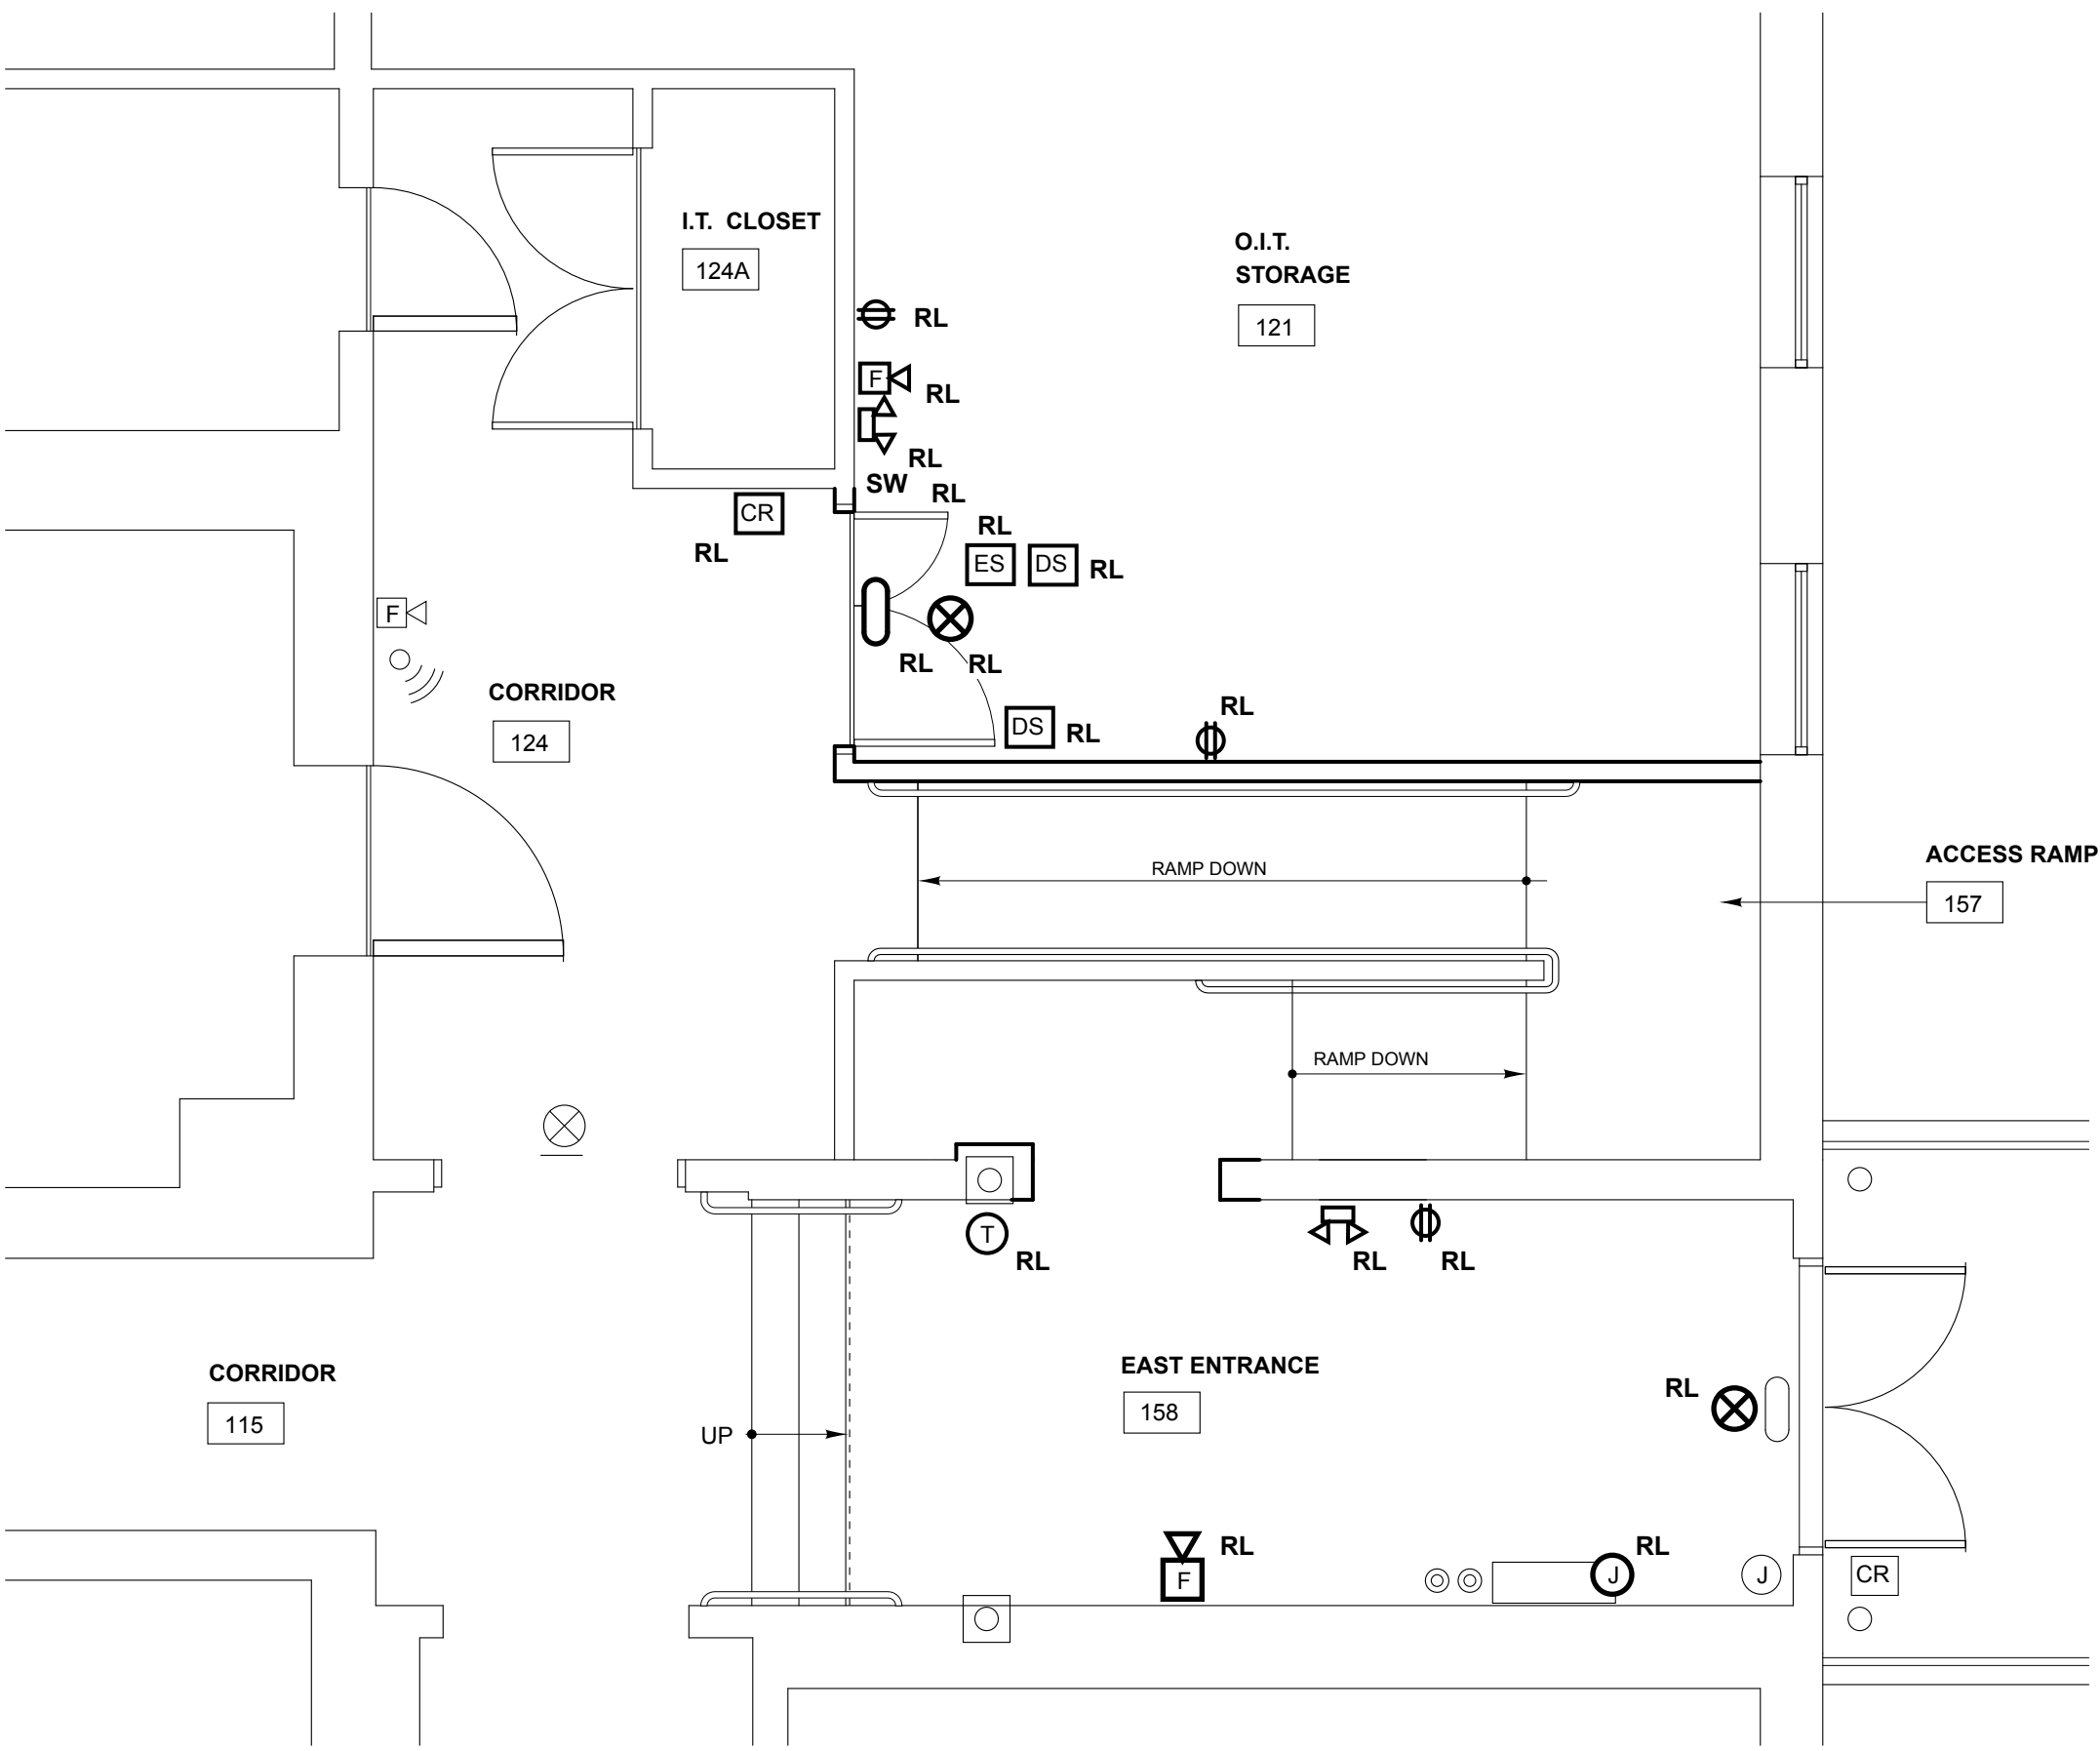 I.T. CLOSET
124A
O.I.T.
STORAGE
121
RL
F
RL
RL
SW
RL
CR
RL
RL
ES
DS
RL
F
RL
RL
CORRIDOR
124
DS
RL
RL
RAMP DOWN
ACCESS RAMP
157
RAMP DOWN
T
RL
RL
RL
EAST ENTRANCE
158
CORRIDOR
115
UP
RL
RL
F
RL
J
J
CR